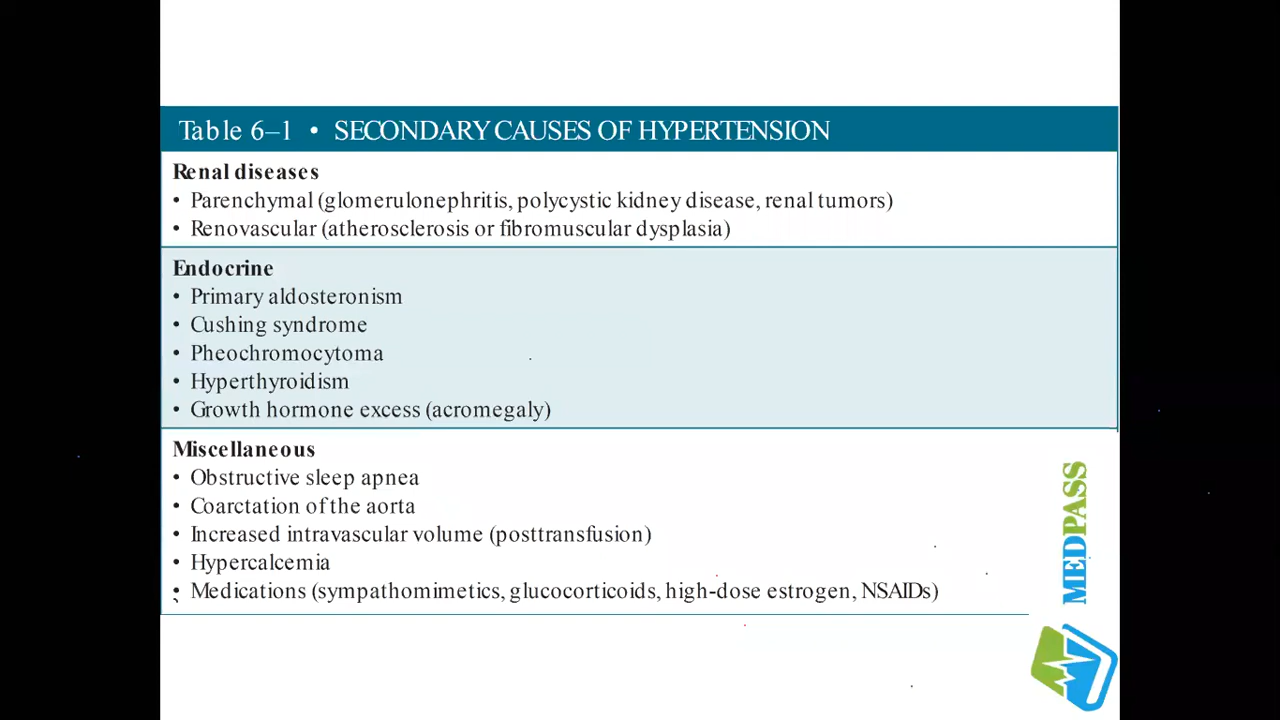 Table 6–1 • SECONDARY CAUSES OF HYPERTENSION
Renal diseases
• Parenchymal (glomerulonephritis, polycystic kidney disease, renal tumors)
• Renovascular (atherosclerosis or fibromuscular dysplasia)
Endocrine
• Primary aldosteronism
• Cushing syndrome
• Pheochromocytoma
• Hyperthyroidism
• Growth hormone excess (acromegaly)
Miscellaneous
• Obstructive sleep apnea
• Coarctation of the aorta
• Increased intravascular volume (posttransfusion)
• Hypercalcemia
• Medications (sympathomimetics, glucocorticoids, high-dose estrogen, NSAIDs)
MEDPASS